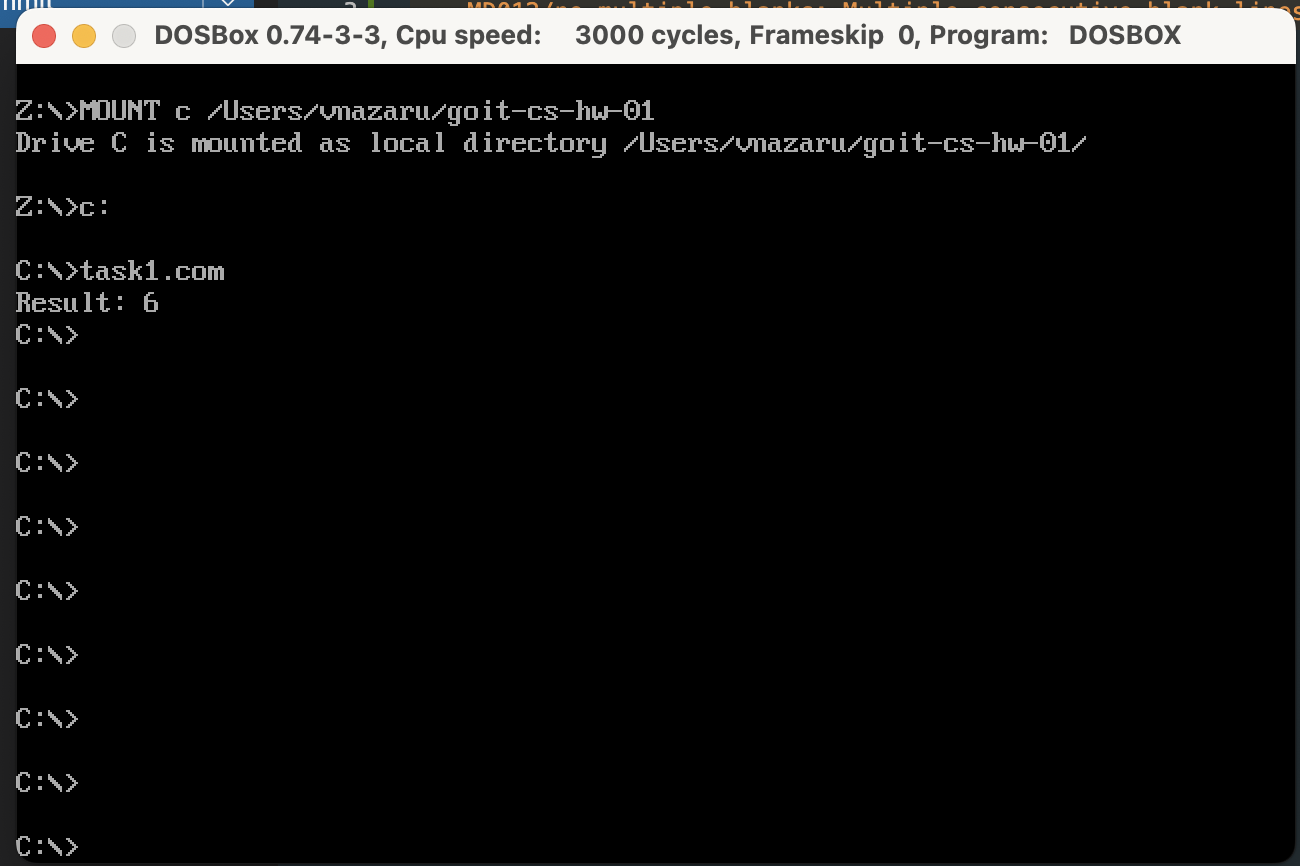 DOSBox 0.74-3-3, Cpu speed: 3000 cycles, Frameskip 0, Program: DOSBOX
Z:\>MOUNT c /Users/vnazaru/goit-cs-hw-01
Drive C is mounted as local directory /Users/vnazaru/goit-cs-hw-01/
Z:\>c:
C:\>task1.com
Result: 6
C:\>
C:\>
C:\>
C:\>
C:\>
C:\>
C:\>
C:\>
C:\>